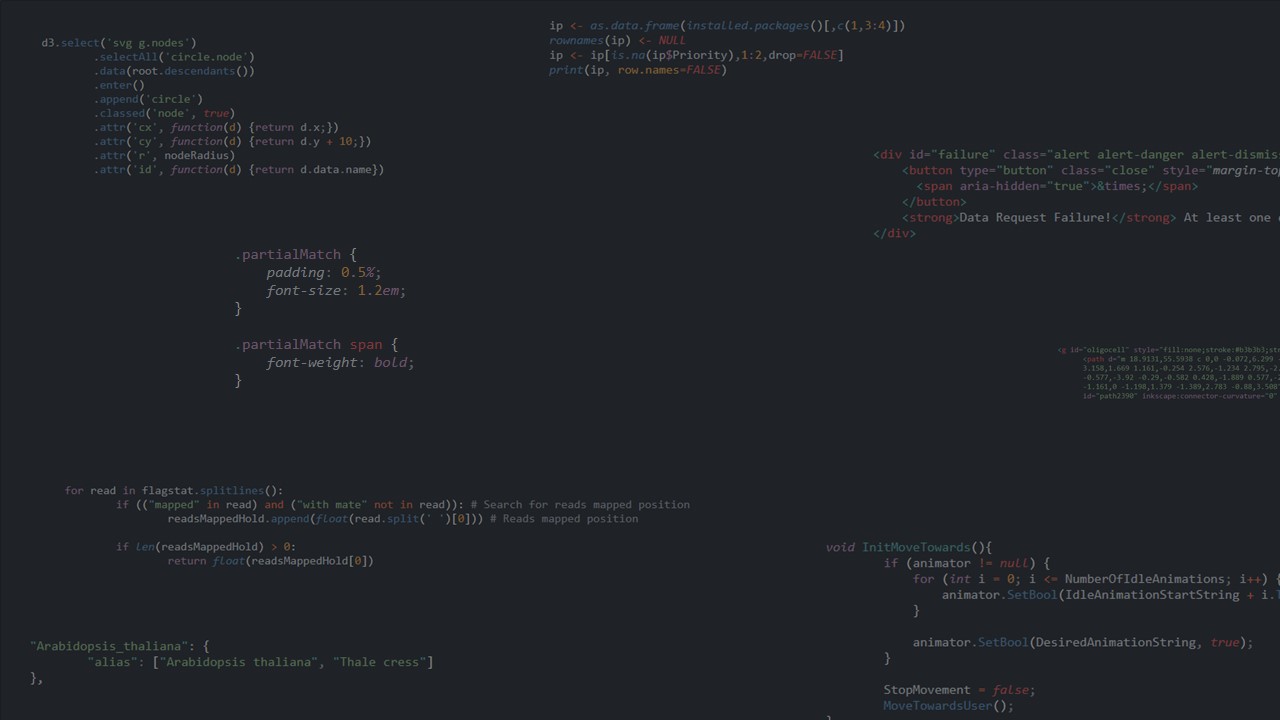 d3.select('svg g.nodes')
.selectAll('circle.node')
.data(root.descendants())
.enter()
.append('circle')
.classed('node', true)
.attr('cx', function(d) {return d.x;})
.attr('cy', function(d) {return d.y + 10;})
.attr('r', nodeRadius)
.attr('id', function(d) {return d.data.name})
ip <- as.data.frame(installed.packages()[,c(1,3:4)])
rownames(ip) <- NULL
ip <- ip[is.na(ip$Priority),1:2,drop=FALSE]
print(ip, row.names=FALSE)
<div id="failure" class="alert alert-danger alert-dismis
<button type="button" class="close" style="margin-top
<span aria-hidden="true">&times;</span>
</button>
<strong>Data Request Failure!</strong> At least one
</div>
.partialMatch {
padding: 0.5%;
font-size: 1.2em;
}
.partialMatch span {
font-weight: bold;
}
<g id="oligocell" style="fill:none;stroke:#b3b3b3;st
<path d="m 18.9131,55.5938 c 0,0 -0.072,6.299
3.158,1.669 1.161,-0.254 2.576,-1.234 2.795,-2.
-0.577,-3.92 -0.29,-0.582 0.428,-1.889 0.577,-2
-1.161,0 -1.198,1.379 -1.389,2.783 -0.88,3.508
id="path2390" inkscape:connector-curvature="0"
for read in flagstat.splitlines():
if (("mapped" in read) and ("with mate" not in read)): # Search for reads mapped position
readsMappedHold.append(float(read.split(' ')[0])) # Reads mapped position
if len(readsMappedHold) > 0:
return float(readsMappedHold[0])
void InitMoveTowards(){
if (animator != null) {
for (int i = 0; i <= NumberOfIdleAnimations; i++) {
animator.SetBool(IdleAnimationStartString + i.
}
animator.SetBool(DesiredAnimationString, true);
}
StopMovement = false;
MoveTowardsUser();
}
"Arabidopsis_thaliana": {
"alias": ["Arabidopsis thaliana", "Thale cress"]
},